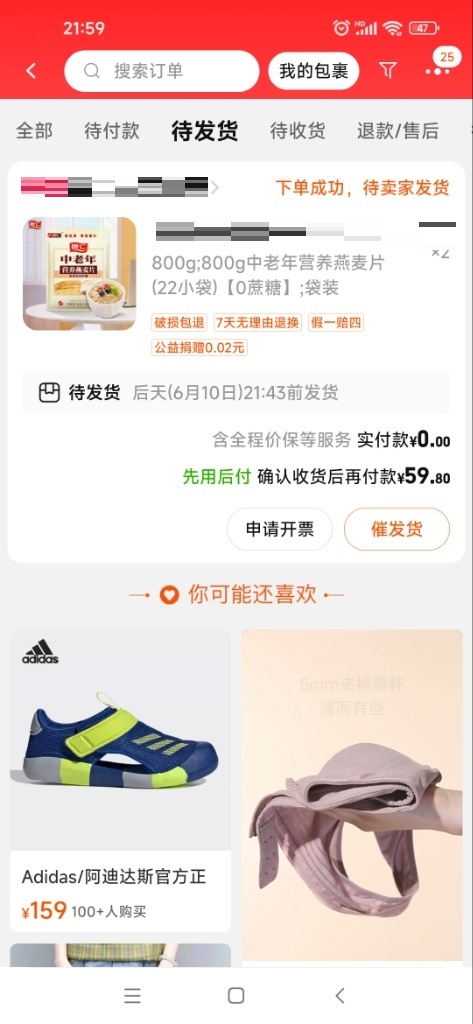 21:59
HD
47
搜索订单
我的包裹
25
全部
待付款
待发货
待收货
退款/售后
下单成功，待卖家发货
中老年
营养燕麦片
×2
800g;800g中老年营养燕麦片
(22小袋)【0蔗糖】;袋装
破损包退
7天无理由退换
假一赔四
公益捐赠0.02元
待发货
后天(6月10日)21:43前发货
含全程价保等服务 实付款¥0.00
先用后付 确认收货后再付款¥59.80
申请开票
催发货
你可能还喜欢
adidas
5mm夹棉薄杯
薄而有型
Adidas/阿迪达斯官方正
¥159 100+人购买